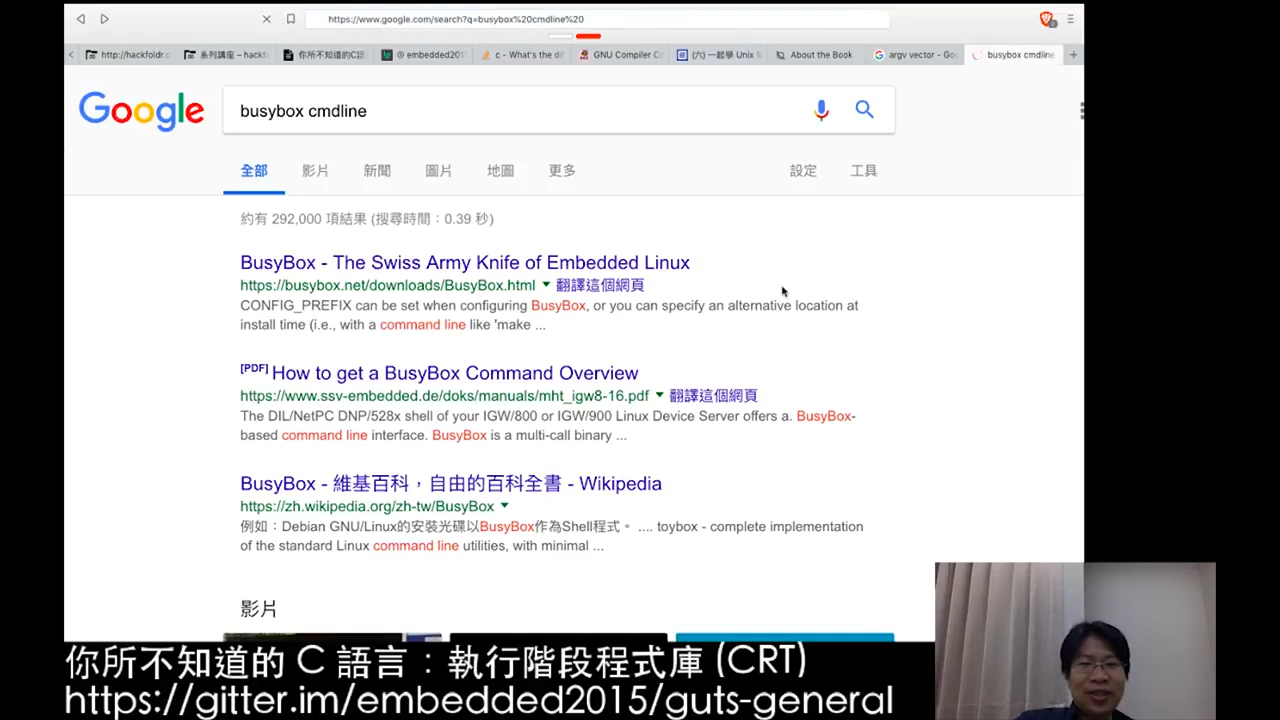 https://www.google.com/search?q=busybox%20cmdline%20
http://hackfoldr.o
系列講座 – hackf
你所不知道的C語
embedded2015
c - What's the di
GNU Compiler Co
(六) 一起學 Unix
About the Book
argv vector - Goo
busybox cmdline
Google
busybox cmdline
全部 影片 新聞 圖片 地圖 更多 設定 工具
約有 292,000 項結果 (搜尋時間：0.39 秒)
BusyBox - The Swiss Army Knife of Embedded Linux
https://busybox.net/downloads/BusyBox.html 翻譯這個網頁
CONFIG_PREFIX can be set when configuring BusyBox, or you can specify an alternative location at
install time (i.e., with a command line like 'make ...
[PDF] How to get a BusyBox Command Overview
https://www.ssv-embedded.de/doks/manuals/mht_igw8-16.pdf 翻譯這個網頁
The DIL/NetPC DNP/528x shell of your IGW/800 or IGW/900 Linux Device Server offers a. BusyBox-
based command line interface. BusyBox is a multi-call binary ...
BusyBox - 維基百科，自由的百科全書 - Wikipedia
https://zh.wikipedia.org/zh-tw/BusyBox
例如：Debian GNU/Linux的安裝光碟以BusyBox作為Shell程式。 .... toybox - complete implementation
of the standard Linux command line utilities, with minimal ...
影片
你所不知道的 C 語言：執行階段程式庫 (CRT)
https://gitter.im/embedded2015/guts-general